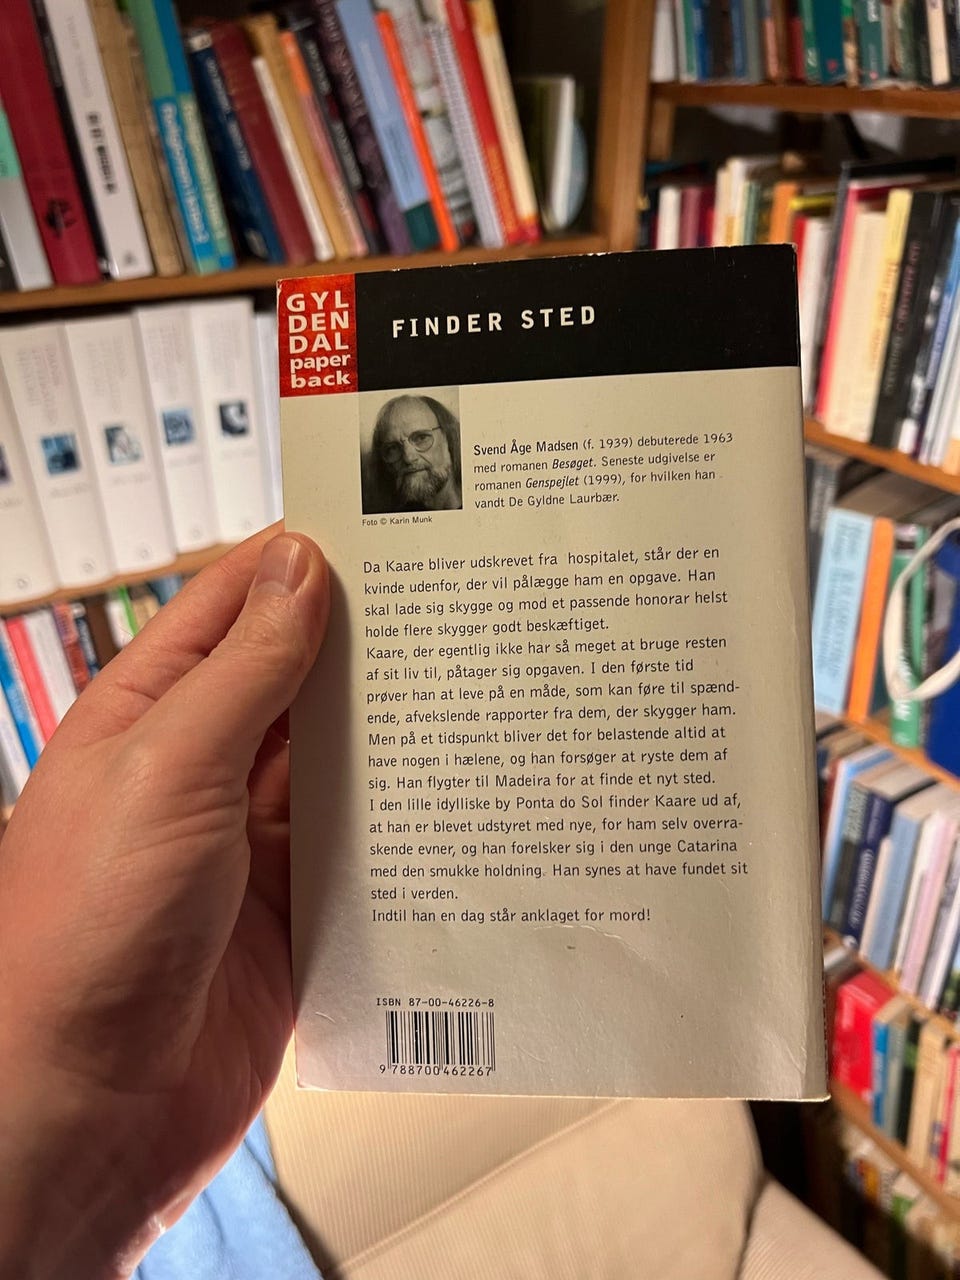 GYL
DEN
DAL
paper
back
FINDER STED
Svend Åge Madsen (f. 1939) debuterede 1963
med romanen Besøget. Seneste udgivelse er
romanen Genspejlet (1999), for hvilken han
vandt De Gyldne Laurbær.
Foto © Karin Munk
Da Kaare bliver udskrevet fra hospitalet, står der en
kvinde udenfor, der vil pålægge ham en opgave. Han
skal lade sig skygge og mod et passende honorar helst
holde flere skygger godt beskæftiget.
Kaare, der egentlig ikke har så meget at bruge resten
af sit liv til, påtager sig opgaven. I den første tid
prøver han at leve på en måde, som kan føre til spænd-
ende, afvekslende rapporter fra dem, der skygger ham.
Men på et tidspunkt bliver det for belastende altid at
have nogen i hælene, og han forsøger at ryste dem af
sig. Han flygter til Madeira for at finde et nyt sted.
I den lille idylliske by Ponta do Sol finder Kaare ud af,
at han er blevet udstyret med nye, for ham selv overra-
skende evner, og han forelsker sig i den unge Catarina
med den smukke holdning. Han synes at have fundet sit
sted i verden.
Indtil han en dag står anklaget for mord!
ISBN 87-00-46226-8
9 788700 462267